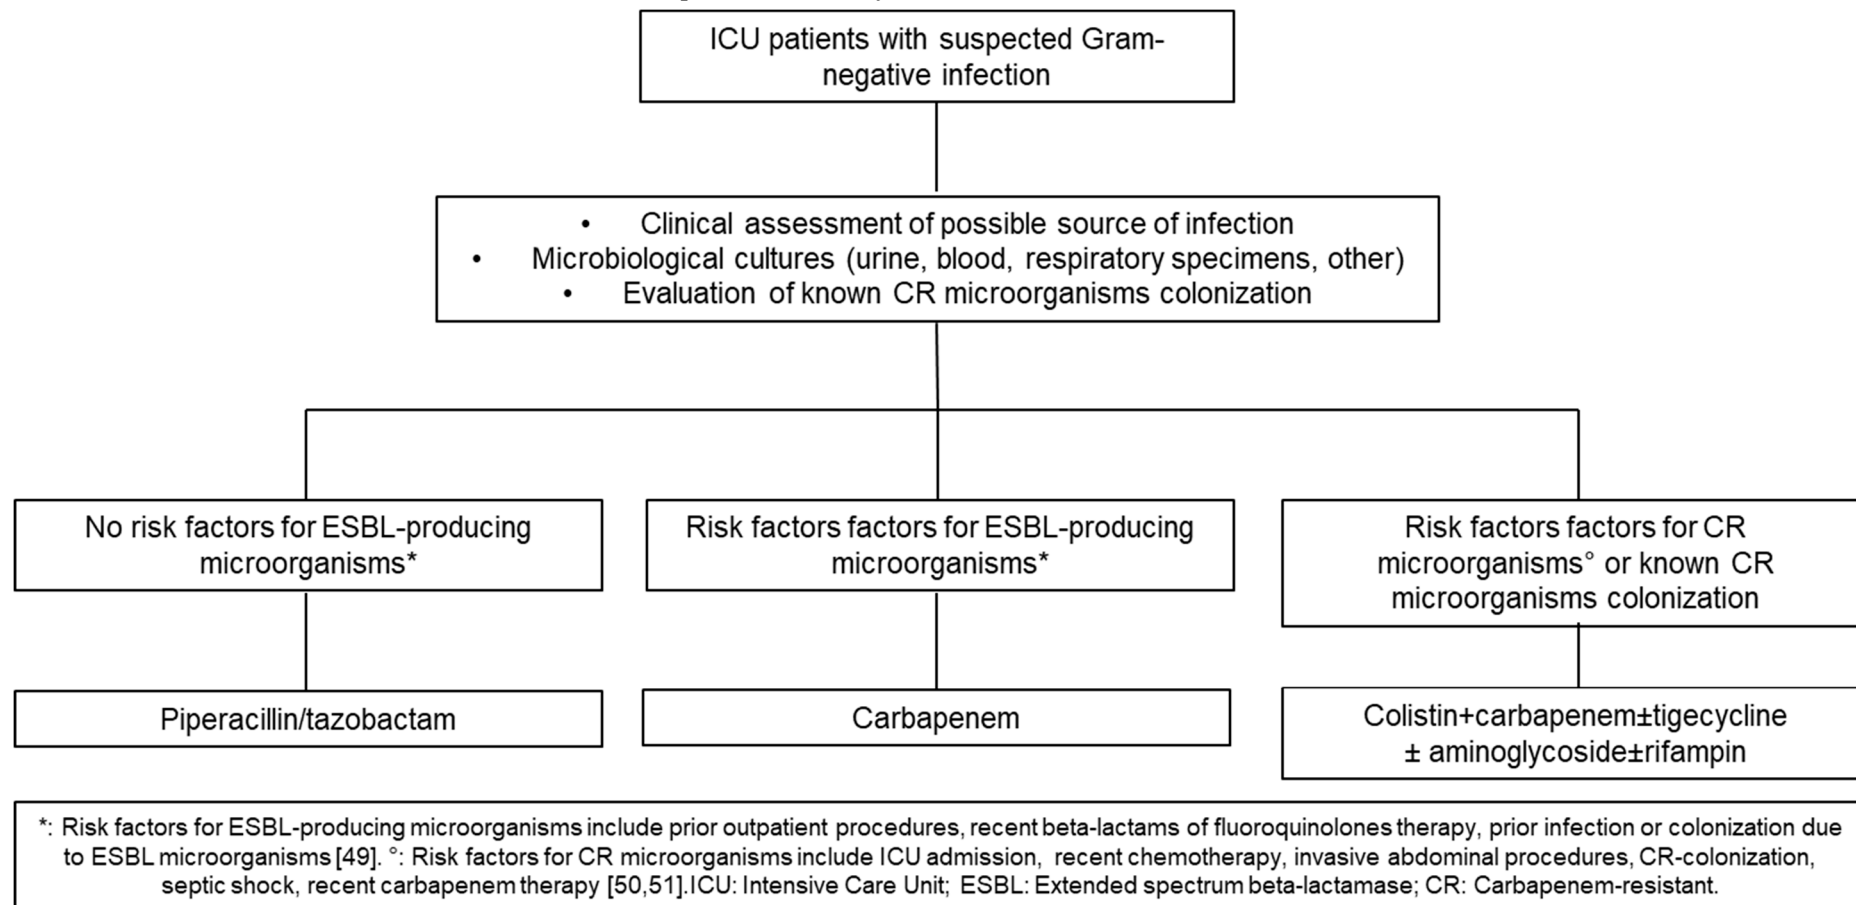 ICU patients with suspected Gram-
negative infection
• Clinical assessment of possible source of infection
• Microbiological cultures (urine, blood, respiratory specimens, other)
• Evaluation of known CR microorganisms colonization
No risk factors for ESBL-producing
microorganisms*
Risk factors factors for ESBL-producing
microorganisms*
Risk factors factors for CR
microorganisms° or known CR
microorganisms colonization
Piperacillin/tazobactam
Carbapenem
Colistin+carbapenem±tigecycline
± aminoglycoside±rifampin
*: Risk factors for ESBL-producing microorganisms include prior outpatient procedures, recent beta-lactams of fluoroquinolones therapy, prior infection or colonization due
to ESBL microorganisms [49]. °: Risk factors for CR microorganisms include ICU admission, recent chemotherapy, invasive abdominal procedures, CR-colonization,
septic shock, recent carbapenem therapy [50,51].ICU: Intensive Care Unit; ESBL: Extended spectrum beta-lactamase; CR: Carbapenem-resistant.